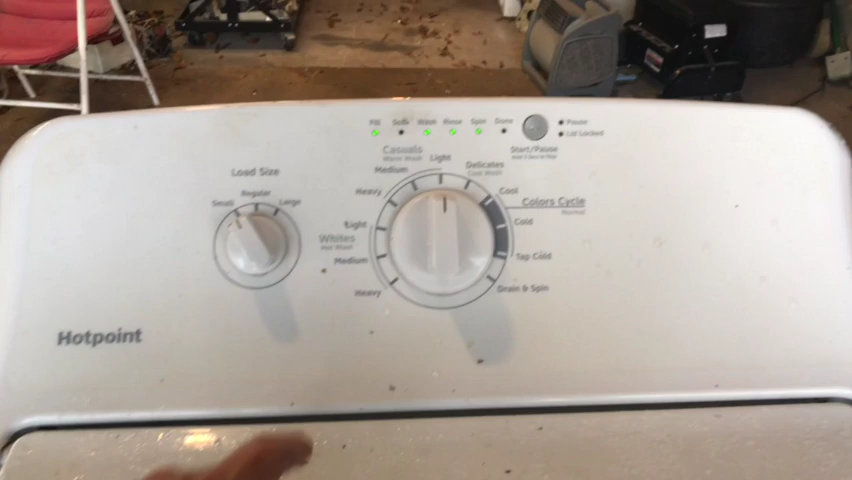 Fill Soak Wash Rinse Spin Done
Pause
Lid Locked
Start/Pause
Casuals
Warm Wash
Light
Medium
Heavy
Delicates
Cool
Colors Cycle
Normal
Cold
Tap Cold
Drain & Spin
Light
Whites
Hot Wash
Medium
Heavy
Load Size
Small
Regular
Large
Hotpoint